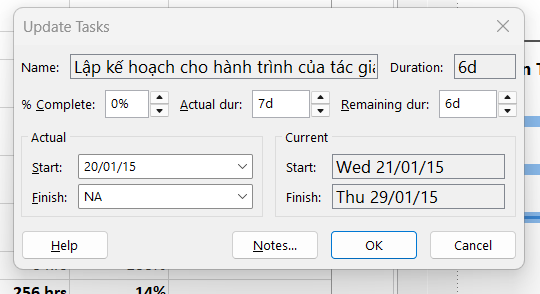 Update Tasks
Name: Lập kế hoạch cho hành trình của tác giả Duration: 6d
% Complete: 0% Actual dur: 7d Remaining dur: 6d
Actual Current
Start: 20/01/15 Start: Wed 21/01/15
Finish: NA Finish: Thu 29/01/15
Help Notes... OK Cancel
256 hrs 14%